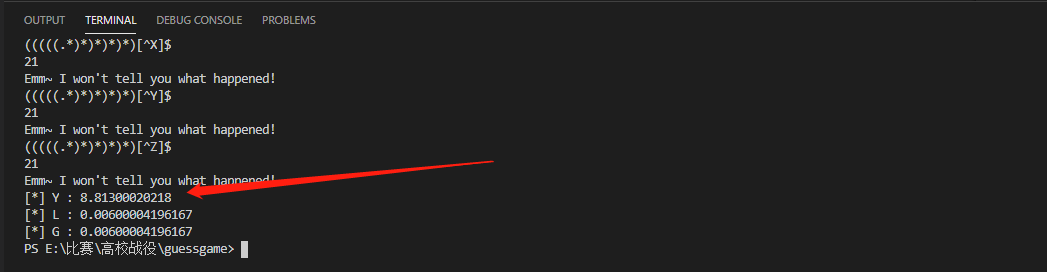 OUTPUT TERMINAL DEBUG CONSOLE PROBLEMS
(((((.*)*)*)*)*)[^X]$
21
Emm~ I won't tell you what happened!
(((((.*)*)*)*)*)[^Y]$
21
Emm~ I won't tell you what happened!
(((((.*)*)*)*)*)[^Z]$
21
Emm~ I won't tell you what happened!
[*] Y : 8.81300020218
[*] L : 0.00600004196167
[*] G : 0.00600004196167
PS E:\比赛\高校战役\guessgame>